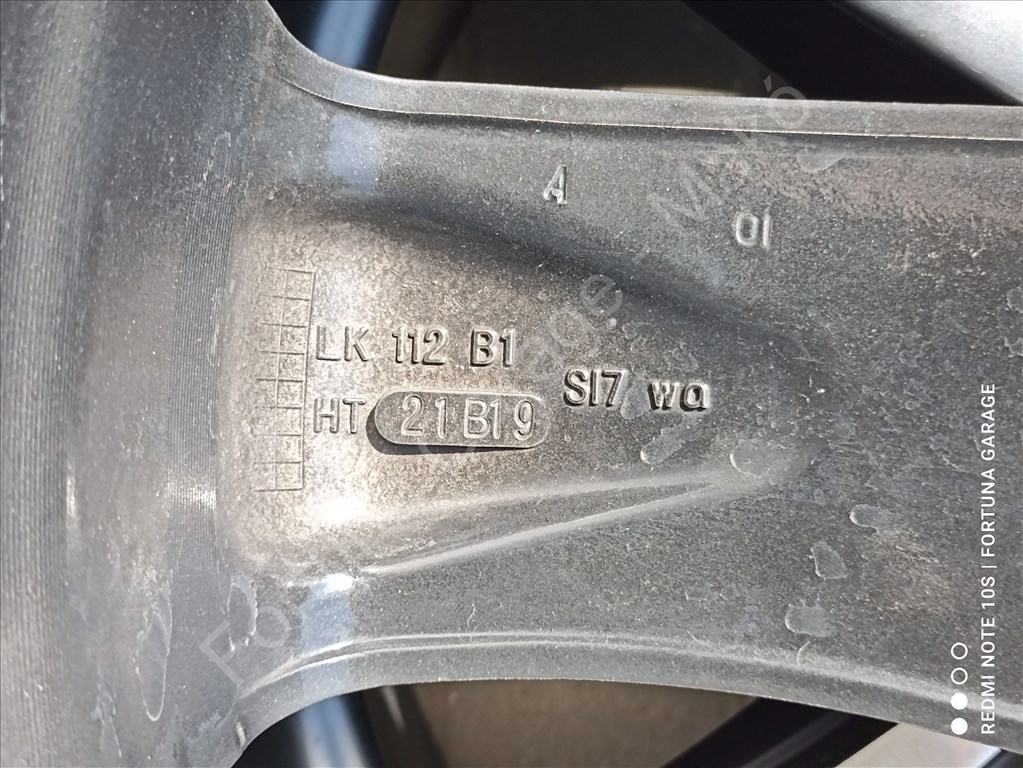 A
01
LK 112 B1
HT 21B19
SI7 wa
REDMI NOTE 10S | FORTUNA GARAGE